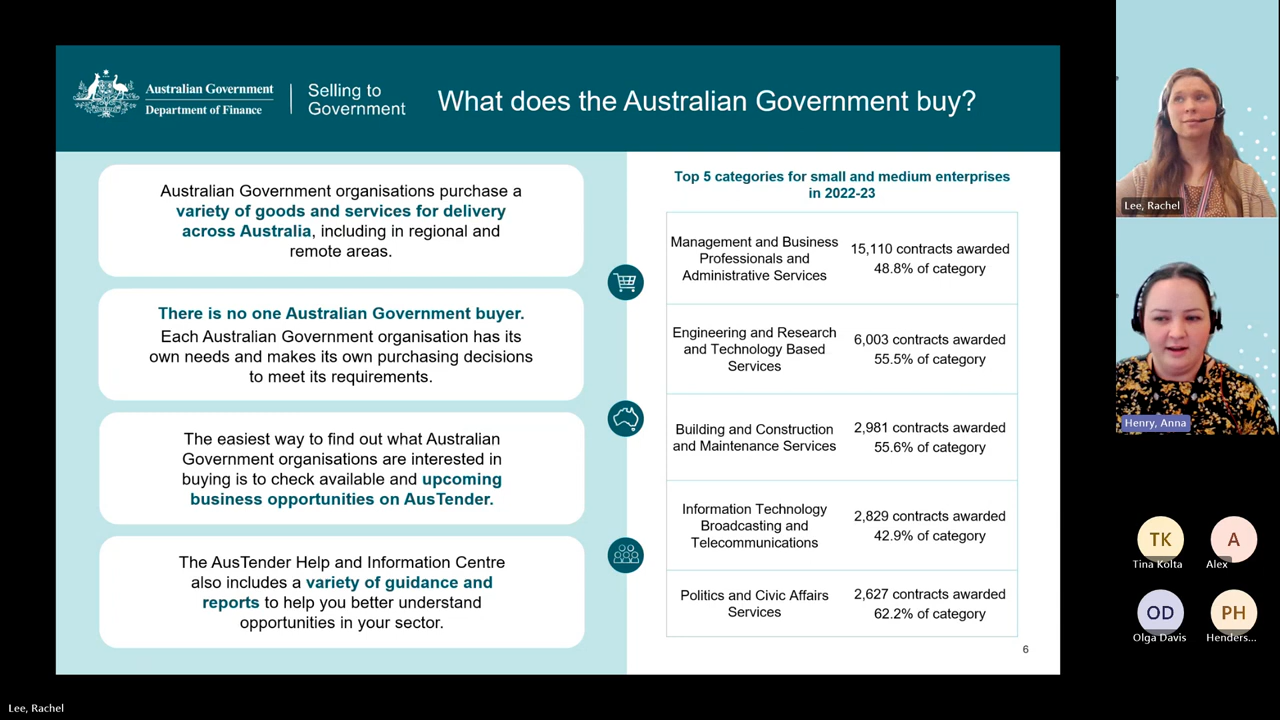 Australian Government
Department of Finance
Selling to
Government
What does the Australian Government buy?
Australian Government organisations purchase a
variety of goods and services for delivery
across Australia, including in regional and
remote areas.
There is no one Australian Government buyer.
Each Australian Government organisation has its
own needs and makes its own purchasing decisions
to meet its requirements.
The easiest way to find out what Australian
Government organisations are interested in
buying is to check available and upcoming
business opportunities on AusTender.
The AusTender Help and Information Centre
also includes a variety of guidance and
reports to help you better understand
opportunities in your sector.
Top 5 categories for small and medium enterprises
in 2022-23
Management and Business
Professionals and
Administrative Services
15,110 contracts awarded
48.8% of category
Engineering and Research
and Technology Based
Services
6,003 contracts awarded
55.5% of category
Building and Construction
and Maintenance Services
2,981 contracts awarded
55.6% of category
Information Technology
Broadcasting and
Telecommunications
2,829 contracts awarded
42.9% of category
Politics and Civic Affairs
Services
2,627 contracts awarded
62.2% of category
6
Lee, Rachel
Henry, Anna
TK
Tina Kolta
A
Alex
OD
Olga Davis
PH
Henders...
Lee, Rachel